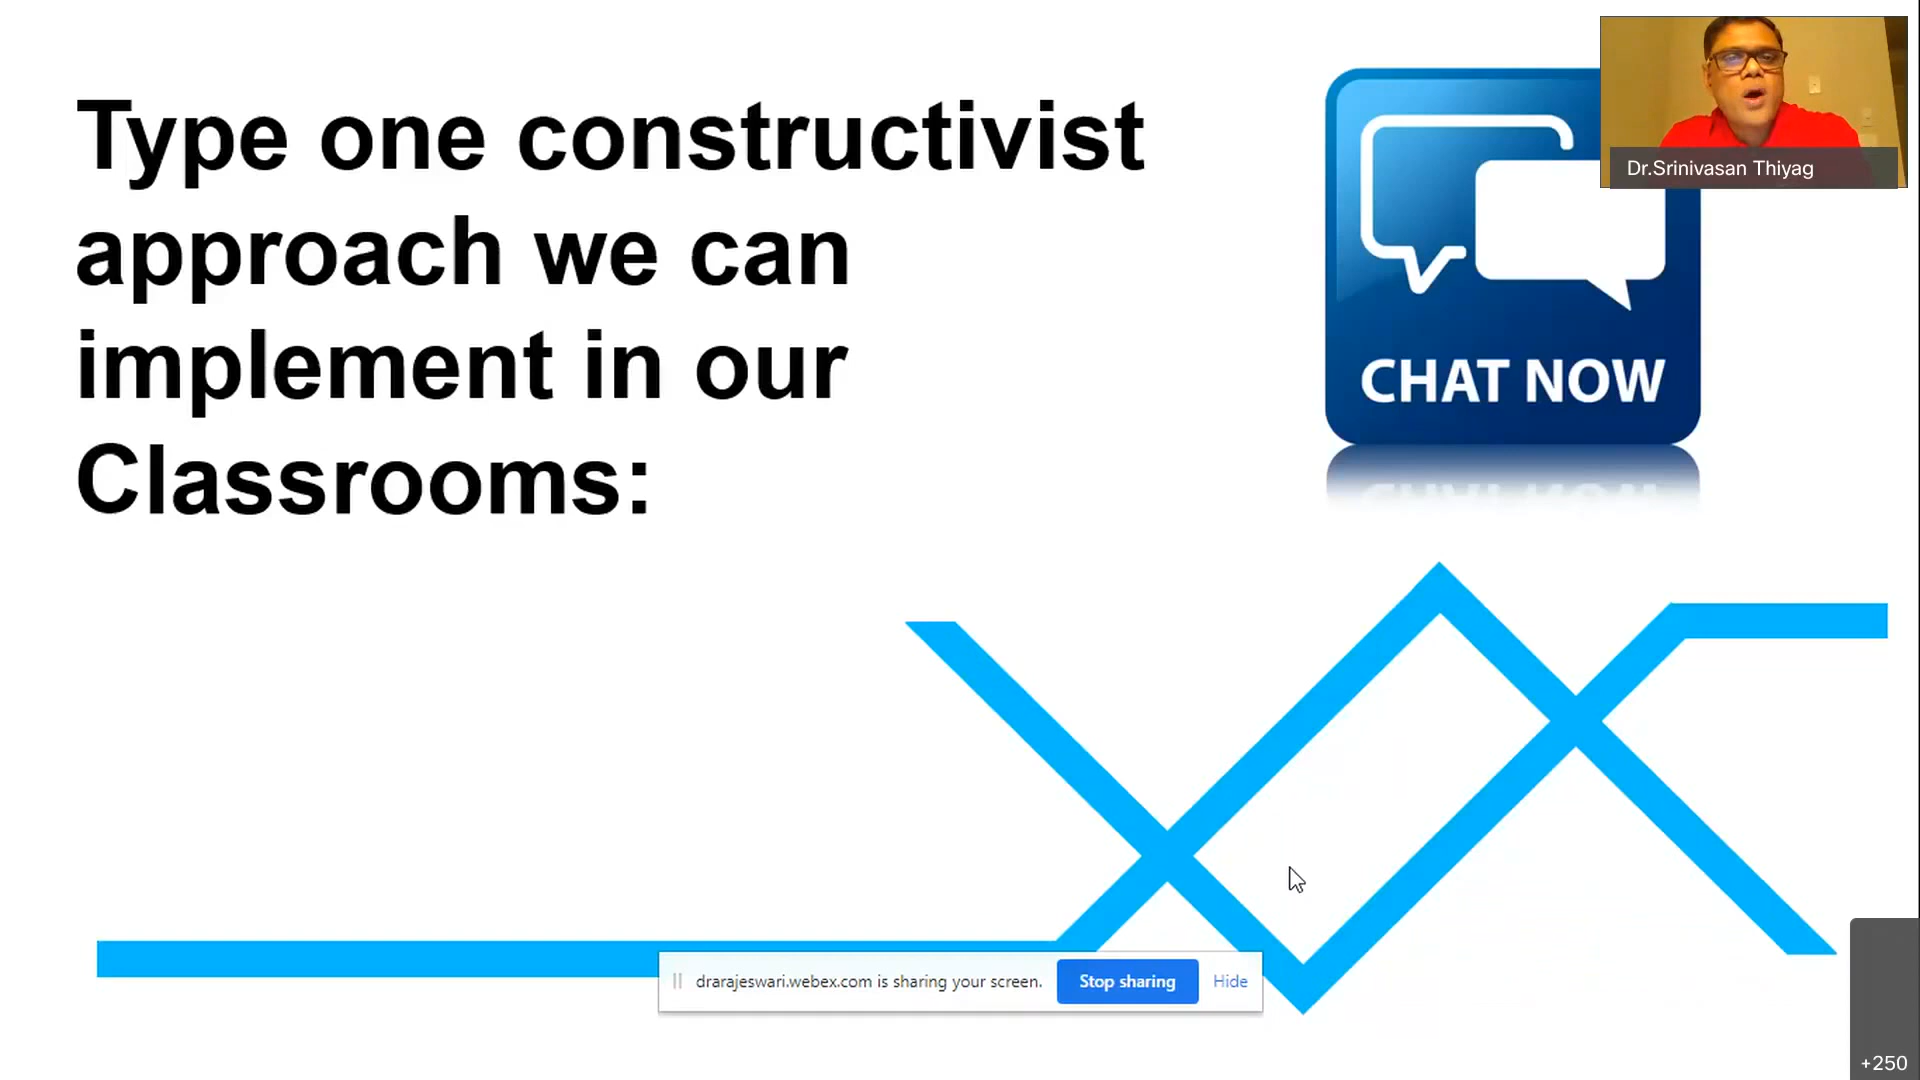 Type one constructivist
approach we can
implement in our
Classrooms:
CHAT NOW
Dr.Srinivasan Thiyag
drarajeswari.webex.com is sharing your screen.
Stop sharing
Hide
+250